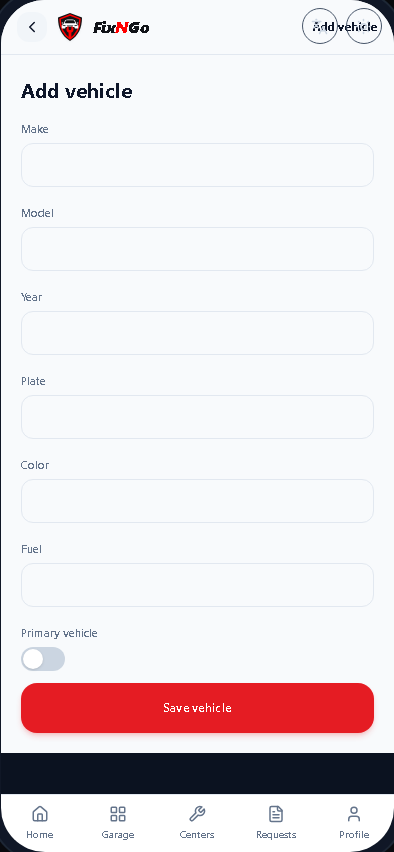 FixNGo
Add vehicle
Add vehicle
Make
Model
Year
Plate
Color
Fuel
Primary vehicle
Save vehicle
Home
Garage
Centers
Requests
Profile